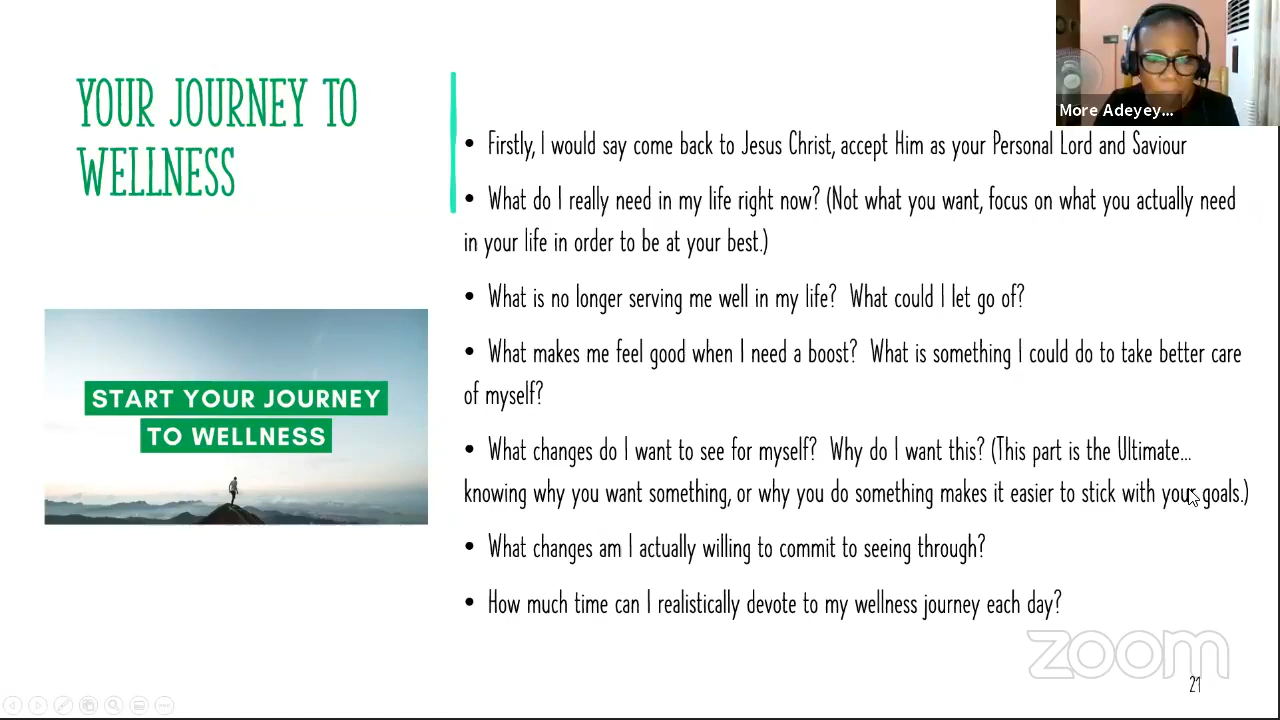 YOUR JOURNEY TO
WELLNESS
START YOUR JOURNEY
TO WELLNESS
More Adeyey...
• Firstly, I would say come back to Jesus Christ, accept Him as your Personal Lord and Saviour
• What do I really need in my life right now? (Not what you want, focus on what you actually need
in your life in order to be at your best.)
• What is no longer serving me well in my life? What could I let go of?
• What makes me feel good when I need a boost? What is something I could do to take better care
of myself?
• What changes do I want to see for myself? Why do I want this? (This part is the Ultimate...
knowing why you want something, or why you do something makes it easier to stick with your goals.)
• What changes am I actually willing to commit to seeing through?
• How much time can I realistically devote to my wellness journey each day?
zoom
21